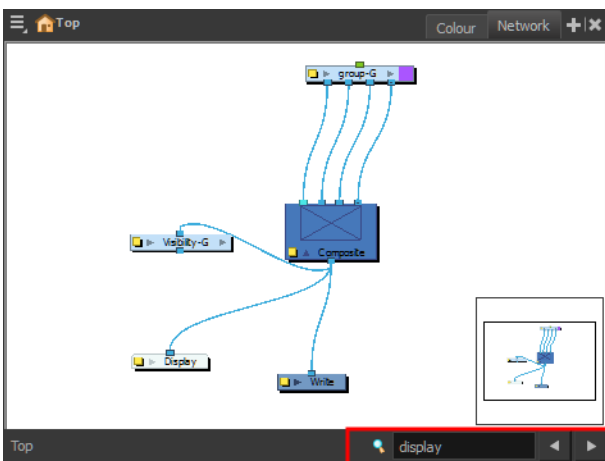 Top
Colour
Network
group-G
Visibility-G
Composite
Display
Write
Top
display